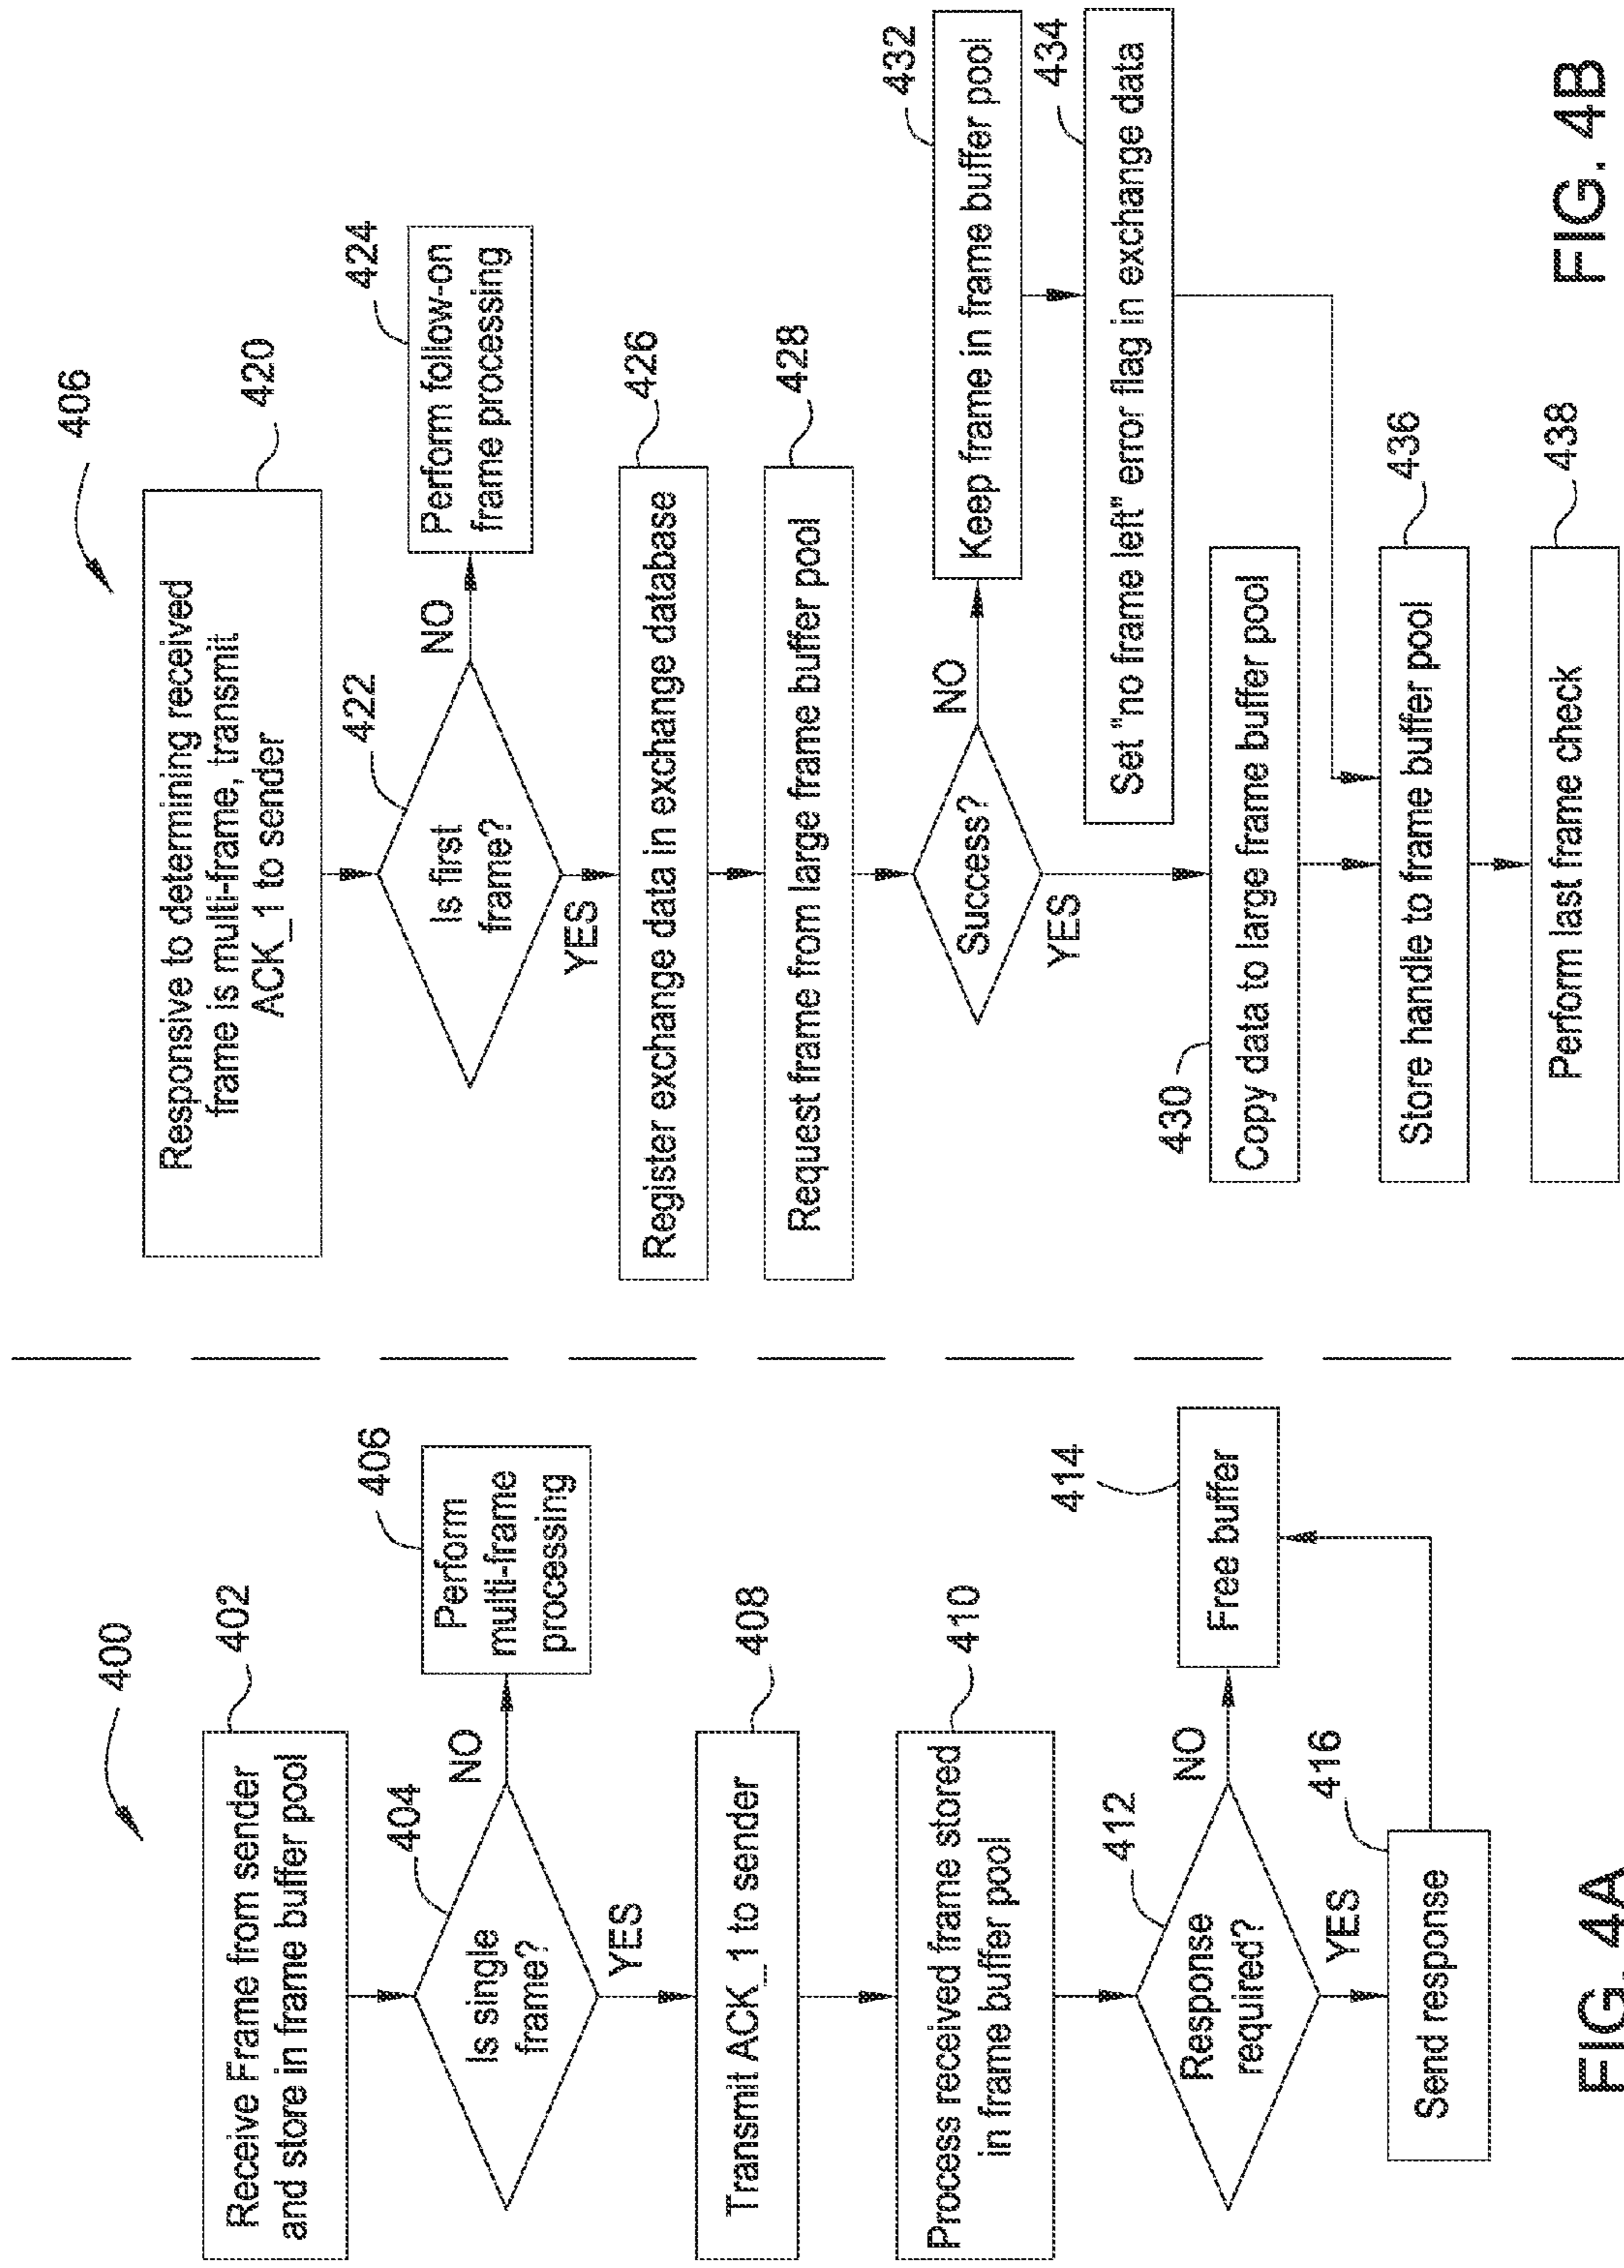 400
402
Receive Frame from sender
and store in frame buffer pool
404
Is single
frame?
NO
406
Perform
multi-frame
processing
YES
408
Transmit ACK_1 to sender
410
Process received frame stored
in frame buffer pool
412
Response
required?
NO
414
Free buffer
YES
416
Send response
FIG. 4A
406
420
Responsive to determining received
frame is multi-frame, transmit
ACK_1 to sender
422
Is first
frame?
NO
424
Perform follow-on
frame processing
YES
426
Register exchange data in exchange database
428
Request frame from large frame buffer pool
Success?
NO
432
Keep frame in frame buffer pool
434
Set "no frame left" error flag in exchange data
YES
430
Copy data to large frame buffer pool
436
Store handle to frame buffer pool
438
Perform last frame check
FIG. 4B